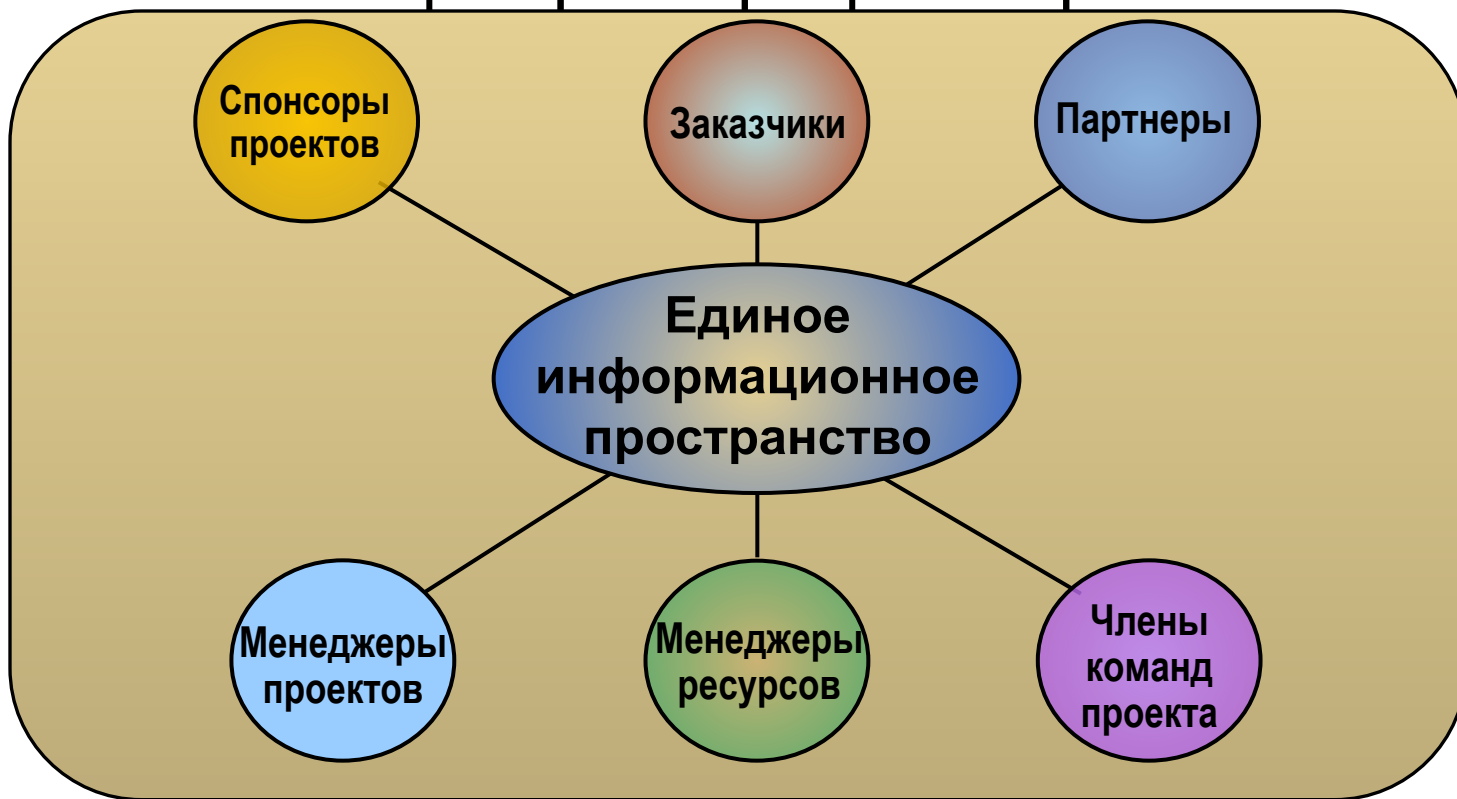 Спонсоры
проектов
Заказчики
Партнеры
Единое
информационное
пространство
Менеджеры
проектов
Менеджеры
ресурсов
Члены
команд
проекта